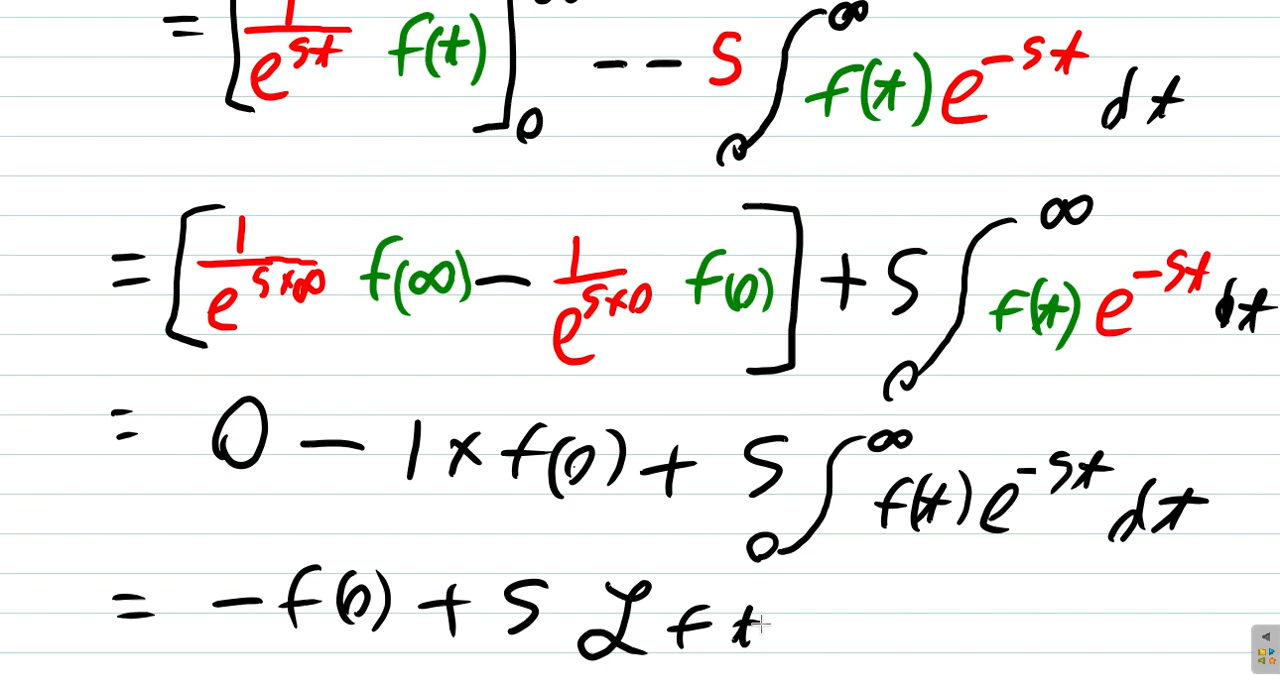 = [1/e^{st} f(t)]_0^∞ - - s ∫_0^∞ f(t) e^{-st} dt
= [1/e^{s×∞} f(∞) - 1/e^{s×0} f(0)] + s ∫_0^∞ f(t) e^{-st} dt
= 0 - 1 × f(0) + s ∫_0^∞ f(t) e^{-st} dt
= - f(0) + s ℒ f t